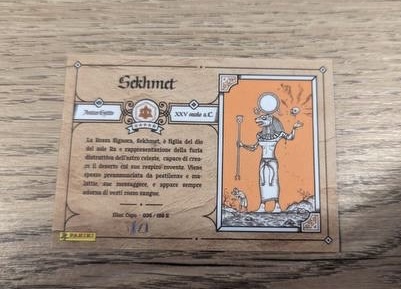 Sekhmet
Antico Egitto
XXV secolo a.C.
La Rossa Signora, Sekhmet, è figlia del dio
del sole Ra e rappresentazione della furia
distruttiva dell'astro celeste, capace di crea-
re il deserto col suo respiro rovente. Viene
spesso preannunciata da pestilenze e ma-
lattie, sue messaggere, e appare sempre
adorna di vesti rosso sangue.
PANINI